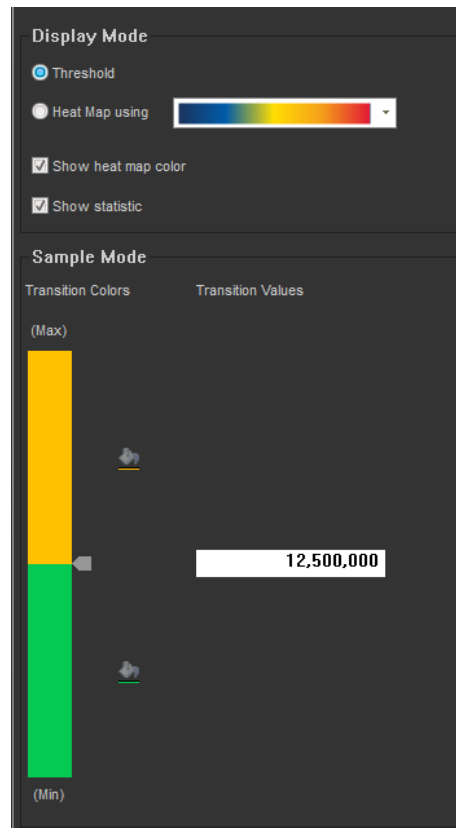 Display Mode
Threshold
Heat Map using
Show heat map color
Show statistic
Sample Mode
Transition Colors Transition Values
(Max)
12,500,000
(Min)